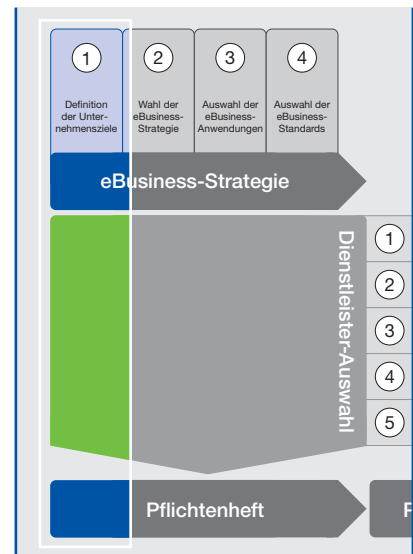 1
2
3
4
Definition
der Unter-
nehmensziele
Wahl der
eBusiness-
Strategie
Auswahl der
eBusiness-
Anwendungen
Auswahl der
eBusiness-
Standards
eBusiness-Strategie
Dienstleister-Auswahl
1
2
3
4
5
Pflichtenheft